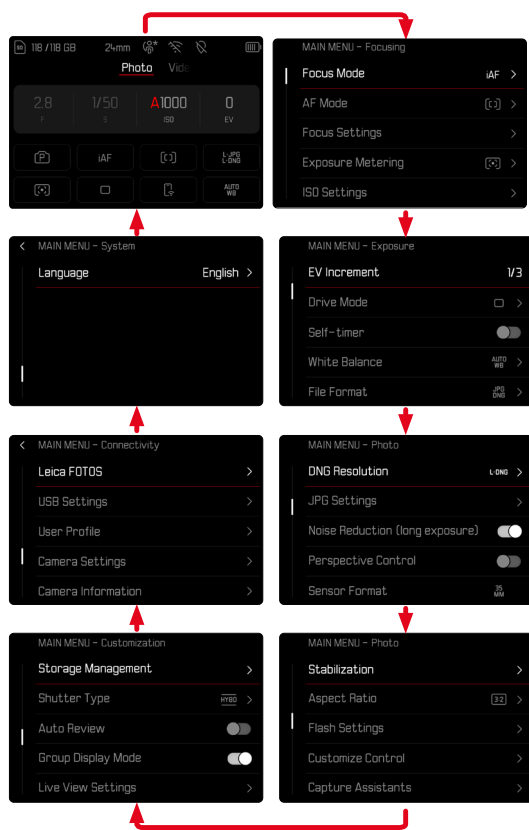 118 /118 GB 24mm
Photo Vide
2.8 1/50 A1000 0
F S ISO EV
P iAF L-JPG L-DNG
AUTO WB
MAIN MENU – Focusing
Focus Mode iAF >
AF Mode >
Focus Settings >
Exposure Metering >
ISO Settings >
< MAIN MENU – System
Language English >
MAIN MENU – Exposure
EV Increment 1/3
Drive Mode >
Self-timer
White Balance AUTO WB >
File Format JPG DNG >
< MAIN MENU – Connectivity
Leica FOTOS >
USB Settings >
User Profile >
Camera Settings >
Camera Information >
MAIN MENU – Photo
DNG Resolution L-DNG >
JPG Settings >
Noise Reduction (long exposure)
Perspective Control
Sensor Format 35 MM
MAIN MENU – Customization
Storage Management >
Shutter Type HYBD >
Auto Review
Group Display Mode
Live View Settings >
MAIN MENU – Photo
Stabilization >
Aspect Ratio 3:2 >
Flash Settings >
Customize Control >
Capture Assistants >